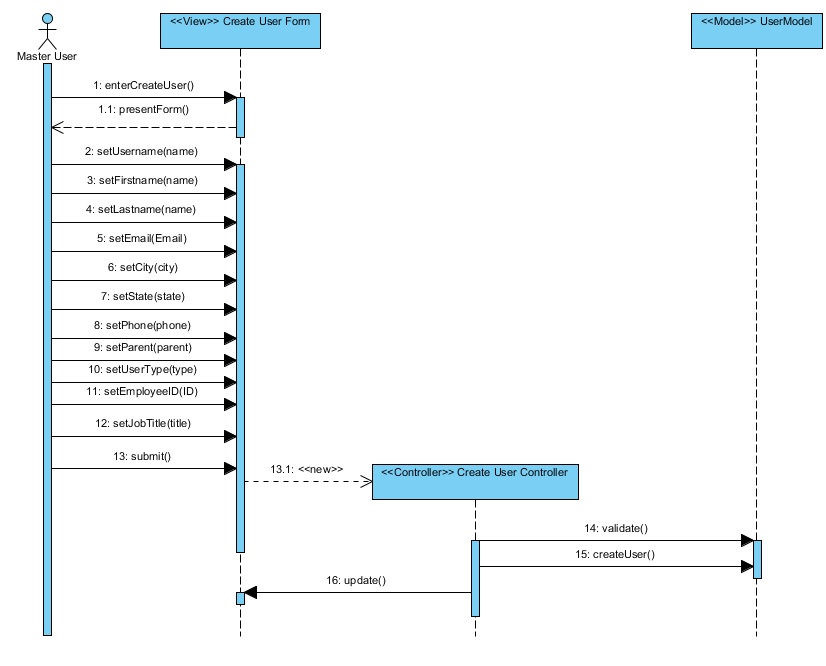 <<View>> Create User Form
<<Model>> UserModel
Master User
1: enterCreateUser()
1.1: presentForm()
2: setUsername(name)
3: setFirstname(name)
4: setLastname(name)
5: setEmail(Email)
6: setCity(city)
7: setState(state)
8: setPhone(phone)
9: setParent(parent)
10: setUserType(type)
11: setEmployeeID(ID)
12: setJobTitle(title)
13: submit()
13.1: <<new>>
<<Controller>> Create User Controller
14: validate()
15: createUser()
16: update()